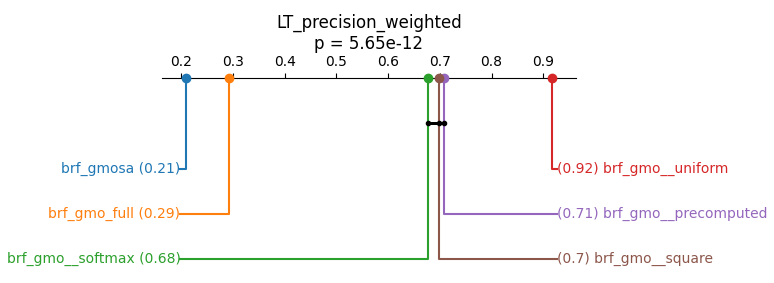 LT_precision_weighted
p = 5.65e-12
0.2 0.3 0.4 0.5 0.6 0.7 0.8 0.9
brf_gmosa (0.21) (0.92) brf_gmo__uniform
brf_gmo_full (0.29) (0.71) brf_gmo__precomputed
brf_gmo__softmax (0.68) (0.7) brf_gmo__square